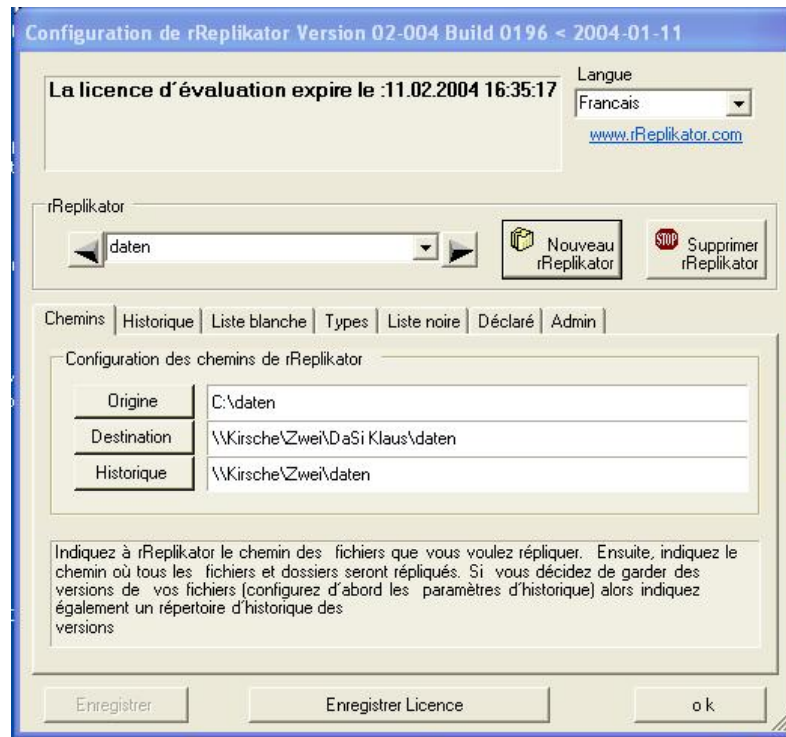 Configuration de rReplikator Version 02-004 Build 0196 < 2004-01-11
La licence d´évaluation expire le :11.02.2004 16:35:17
Langue
Francais
www.rReplikator.com
rReplikator
daten
Nouveau
rReplikator
STOP
Supprimer
rReplikator
Chemins
Historique
Liste blanche
Types
Liste noire
Déclaré
Admin
Configuration des chemins de rReplikator
Origine
C:\daten
Destination
\\Kirsche\Zwei\DaSi Klaus\daten
Historique
\\Kirsche\Zwei\daten
Indiquez à rReplikator le chemin des fichiers que vous voulez répliquer. Ensuite, indiquez le
chemin où tous les fichiers et dossiers seront répliqués. Si vous décidez de garder des
versions de vos fichiers (configurez d´abord les paramètres d´historique) alors indiquez
également un répertoire d´historique des
versions
Enregistrer
Enregistrer Licence
o k